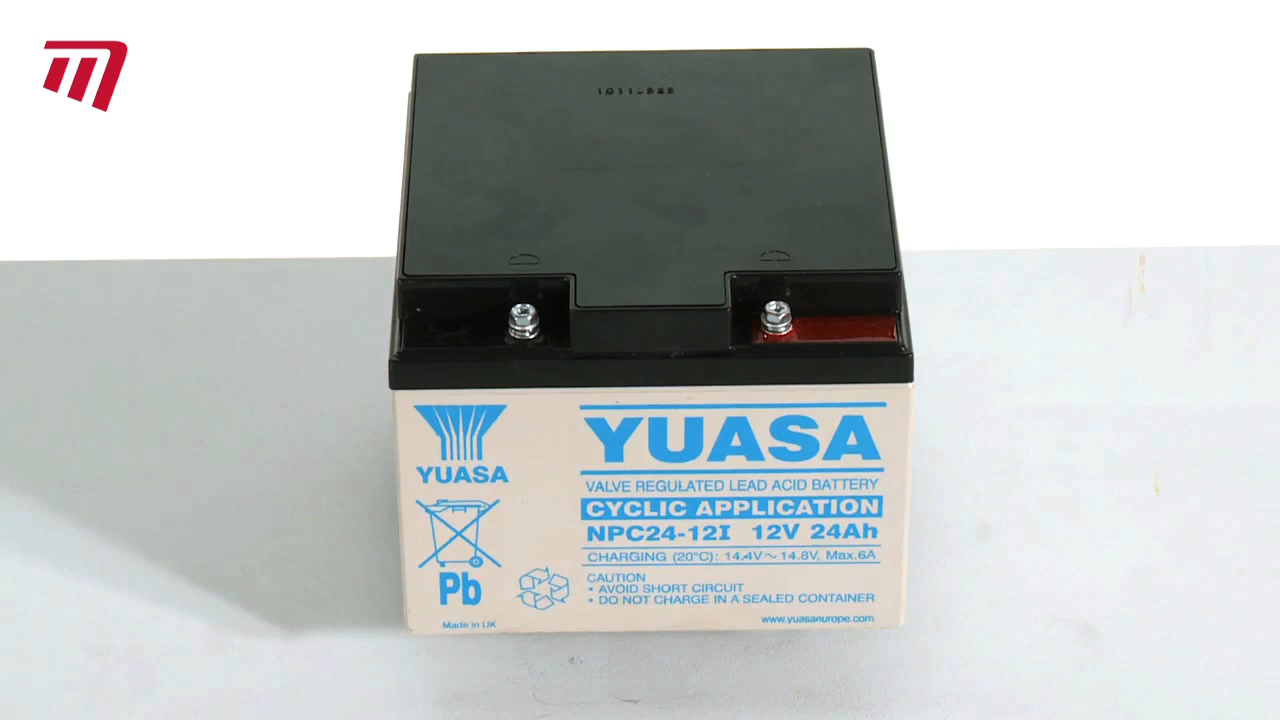 YUASA
YUASA
VALVE REGULATED LEAD ACID BATTERY
CYCLIC APPLICATION
NPC24-12I 12V 24Ah
CHARGING (20°C): 14.4V～14.8V, Max.6A
Pb
CAUTION
• AVOID SHORT CIRCUIT
• DO NOT CHARGE IN A SEALED CONTAINER
Made in UK
www.yuasaeurope.com